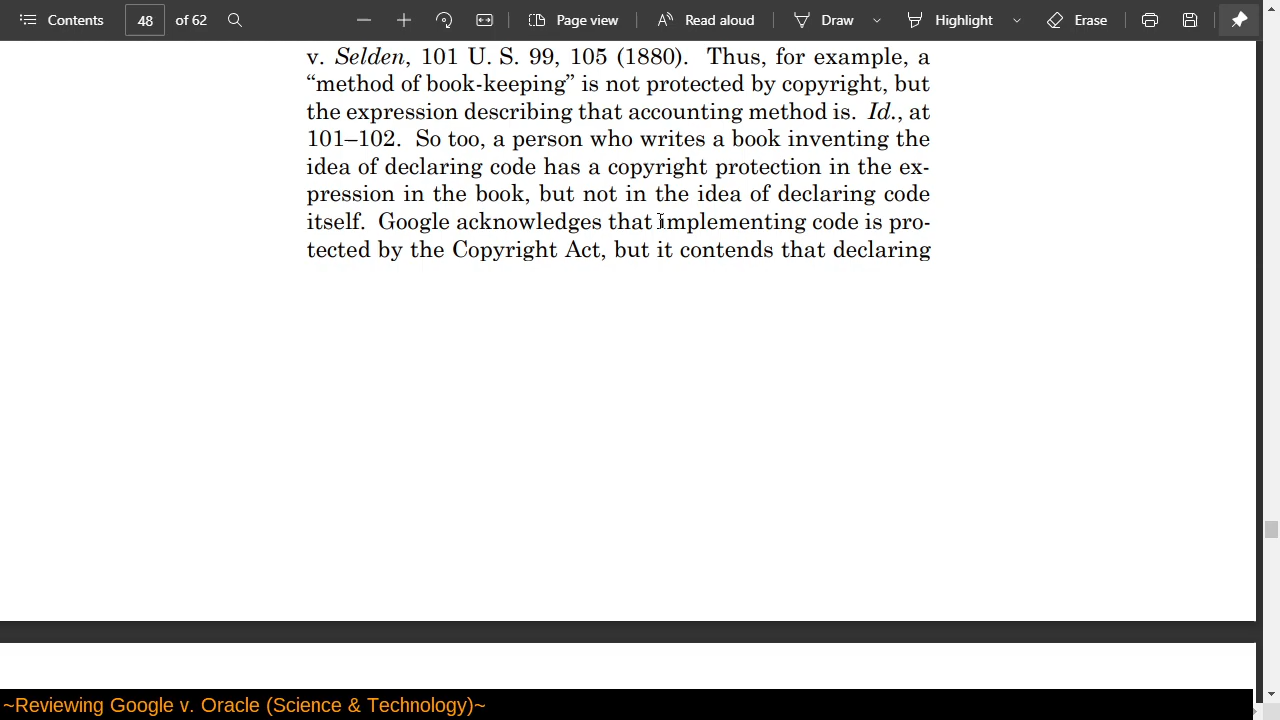 Contents 48 of 62 Page view Read aloud Draw Highlight Erase
v. Selden, 101 U. S. 99, 105 (1880). Thus, for example, a
“method of book-keeping” is not protected by copyright, but
the expression describing that accounting method is. Id., at
101–102. So too, a person who writes a book inventing the
idea of declaring code has a copyright protection in the ex-
pression in the book, but not in the idea of declaring code
itself. Google acknowledges that implementing code is pro-
tected by the Copyright Act, but it contends that declaring
~Reviewing Google v. Oracle (Science & Technology)~